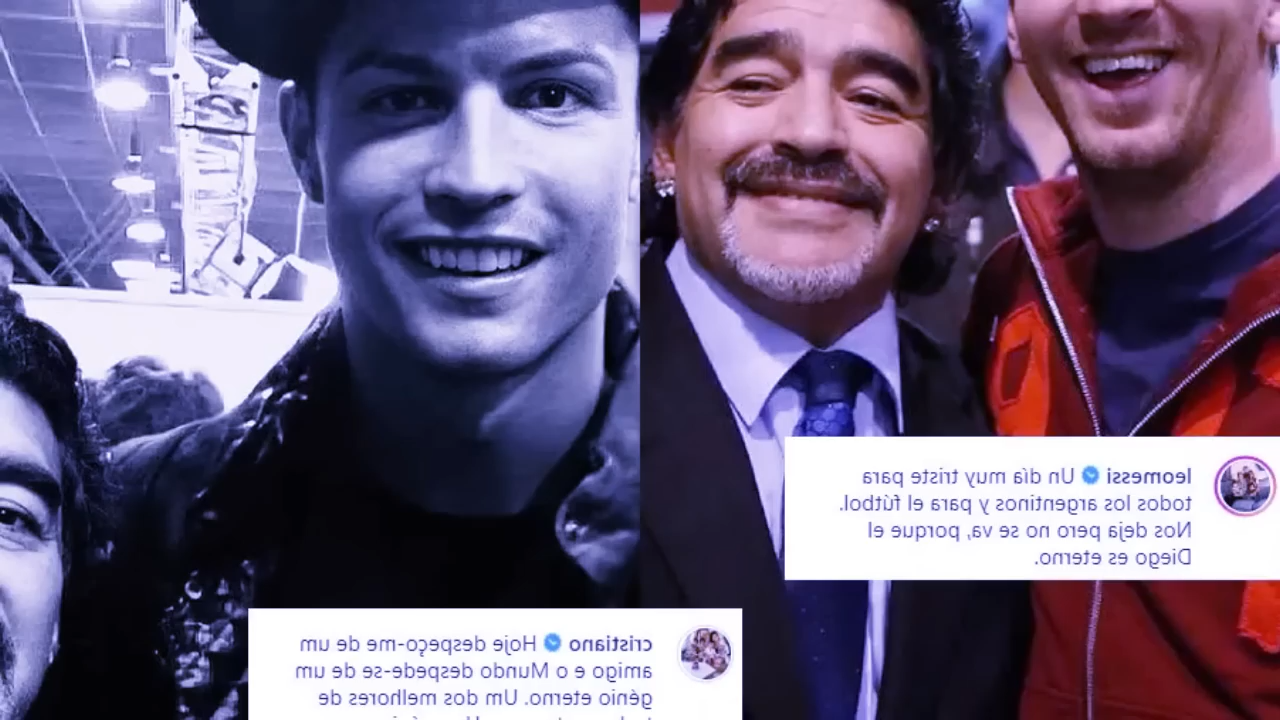 leomessi Un día muy triste para
todos los argentinos y para el fútbol.
Nos deja pero no se va, porque el
Diego es eterno.
cristiano Hoje despeço-me de um
amigo e o Mundo despede-se de um
génio eterno. Um dos melhores de